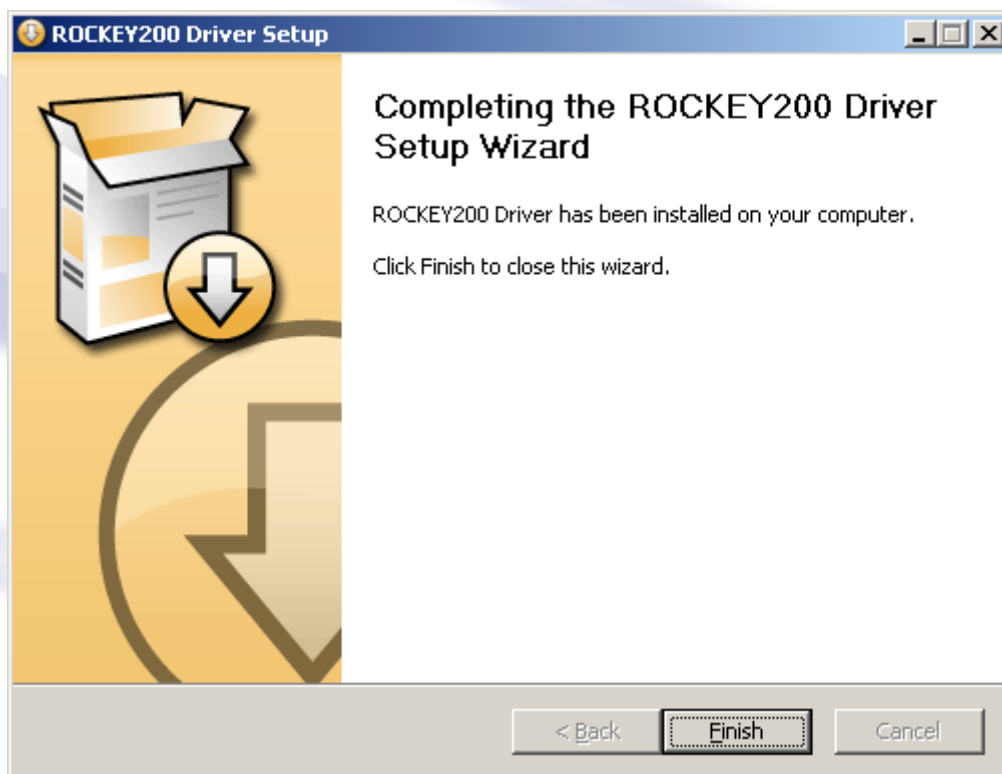 ROCKEY200 Driver Setup
Completing the ROCKEY200 Driver
Setup Wizard
ROCKEY200 Driver has been installed on your computer.
Click Finish to close this wizard.
< Back
Finish
Cancel